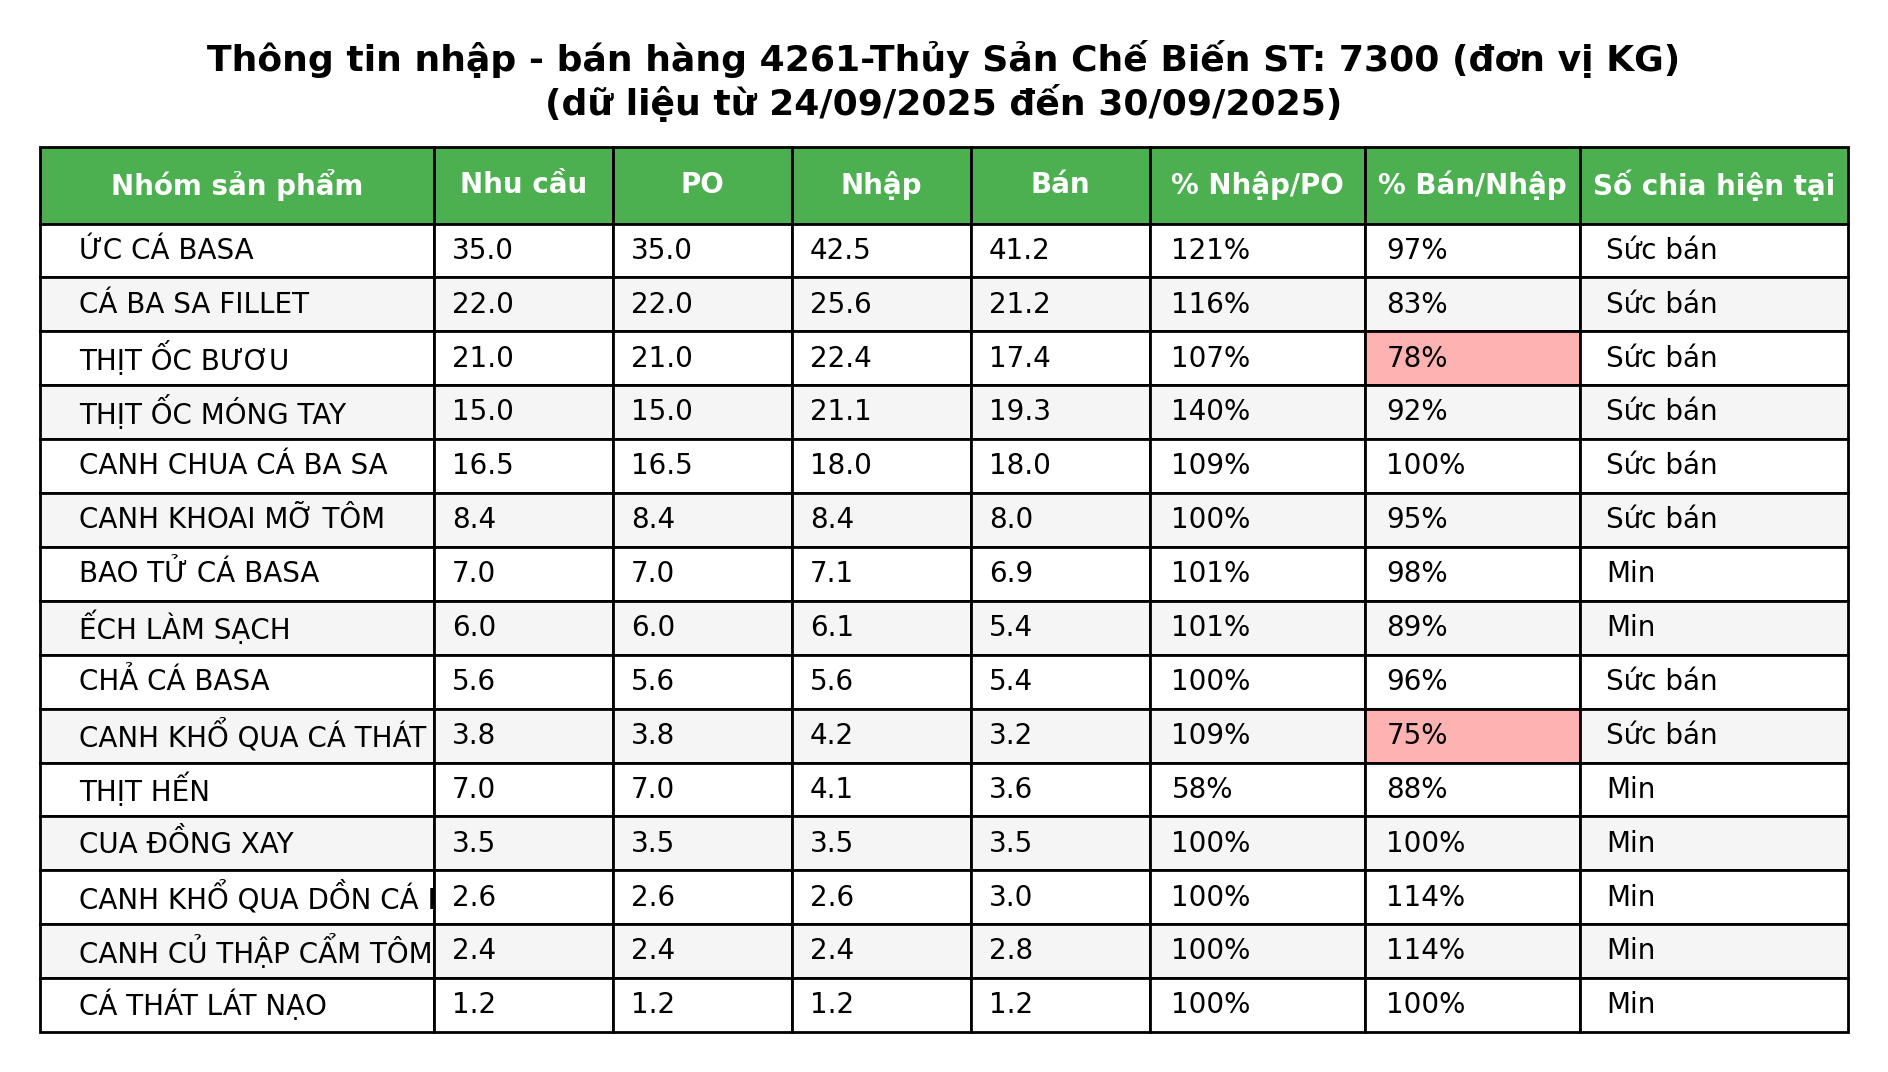 Thông tin nhập - bán hàng 4261-Thủy Sản Chế Biến ST: 7300 (đơn vị KG)
(dữ liệu từ 24/09/2025 đến 30/09/2025)
Nhóm sản phẩm Nhu cầu PO Nhập Bán % Nhập/PO % Bán/Nhập Số chia hiện tại
ỨC CÁ BASA 35.0 35.0 42.5 41.2 121% 97% Sức bán
CÁ BA SA FILLET 22.0 22.0 25.6 21.2 116% 83% Sức bán
THỊT ỐC BƯƠU 21.0 21.0 22.4 17.4 107% 78% Sức bán
THỊT ỐC MÓNG TAY 15.0 15.0 21.1 19.3 140% 92% Sức bán
CANH CHUA CÁ BA SA 16.5 16.5 18.0 18.0 109% 100% Sức bán
CANH KHOAI MỠ TÔM 8.4 8.4 8.4 8.0 100% 95% Sức bán
BAO TỬ CÁ BASA 7.0 7.0 7.1 6.9 101% 98% Min
ẾCH LÀM SẠCH 6.0 6.0 6.1 5.4 101% 89% Min
CHẢ CÁ BASA 5.6 5.6 5.6 5.4 100% 96% Sức bán
CANH KHỔ QUA CÁ THÁT 3.8 3.8 4.2 3.2 109% 75% Sức bán
THỊT HẾN 7.0 7.0 4.1 3.6 58% 88% Min
CUA ĐỒNG XAY 3.5 3.5 3.5 3.5 100% 100% Min
CANH KHỔ QUA DỒN CÁ 2.6 2.6 2.6 3.0 100% 114% Min
CANH CỦ THẬP CẨM TÔM 2.4 2.4 2.4 2.8 100% 114% Min
CÁ THÁT LÁT NẠO 1.2 1.2 1.2 1.2 100% 100% Min